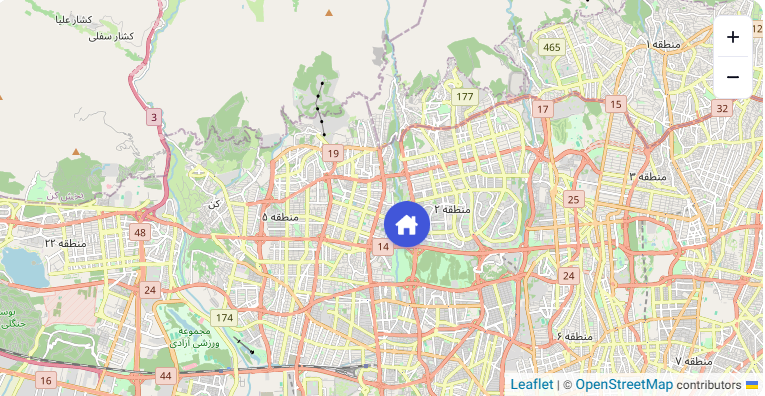 کشار علیا
کشار سفلی
465
منطقه ۱
12
+
−
3
177
17
15
32
19
منطقه ۳
25
کن
منطقه ۵
منطقه ۲
48
منطقه ۲۲
14
24
24
174
مجموعه
ورزشی آزادی
منطقه ۶
منطقه ۷
16
44
Leaflet | © OpenStreetMap contributors